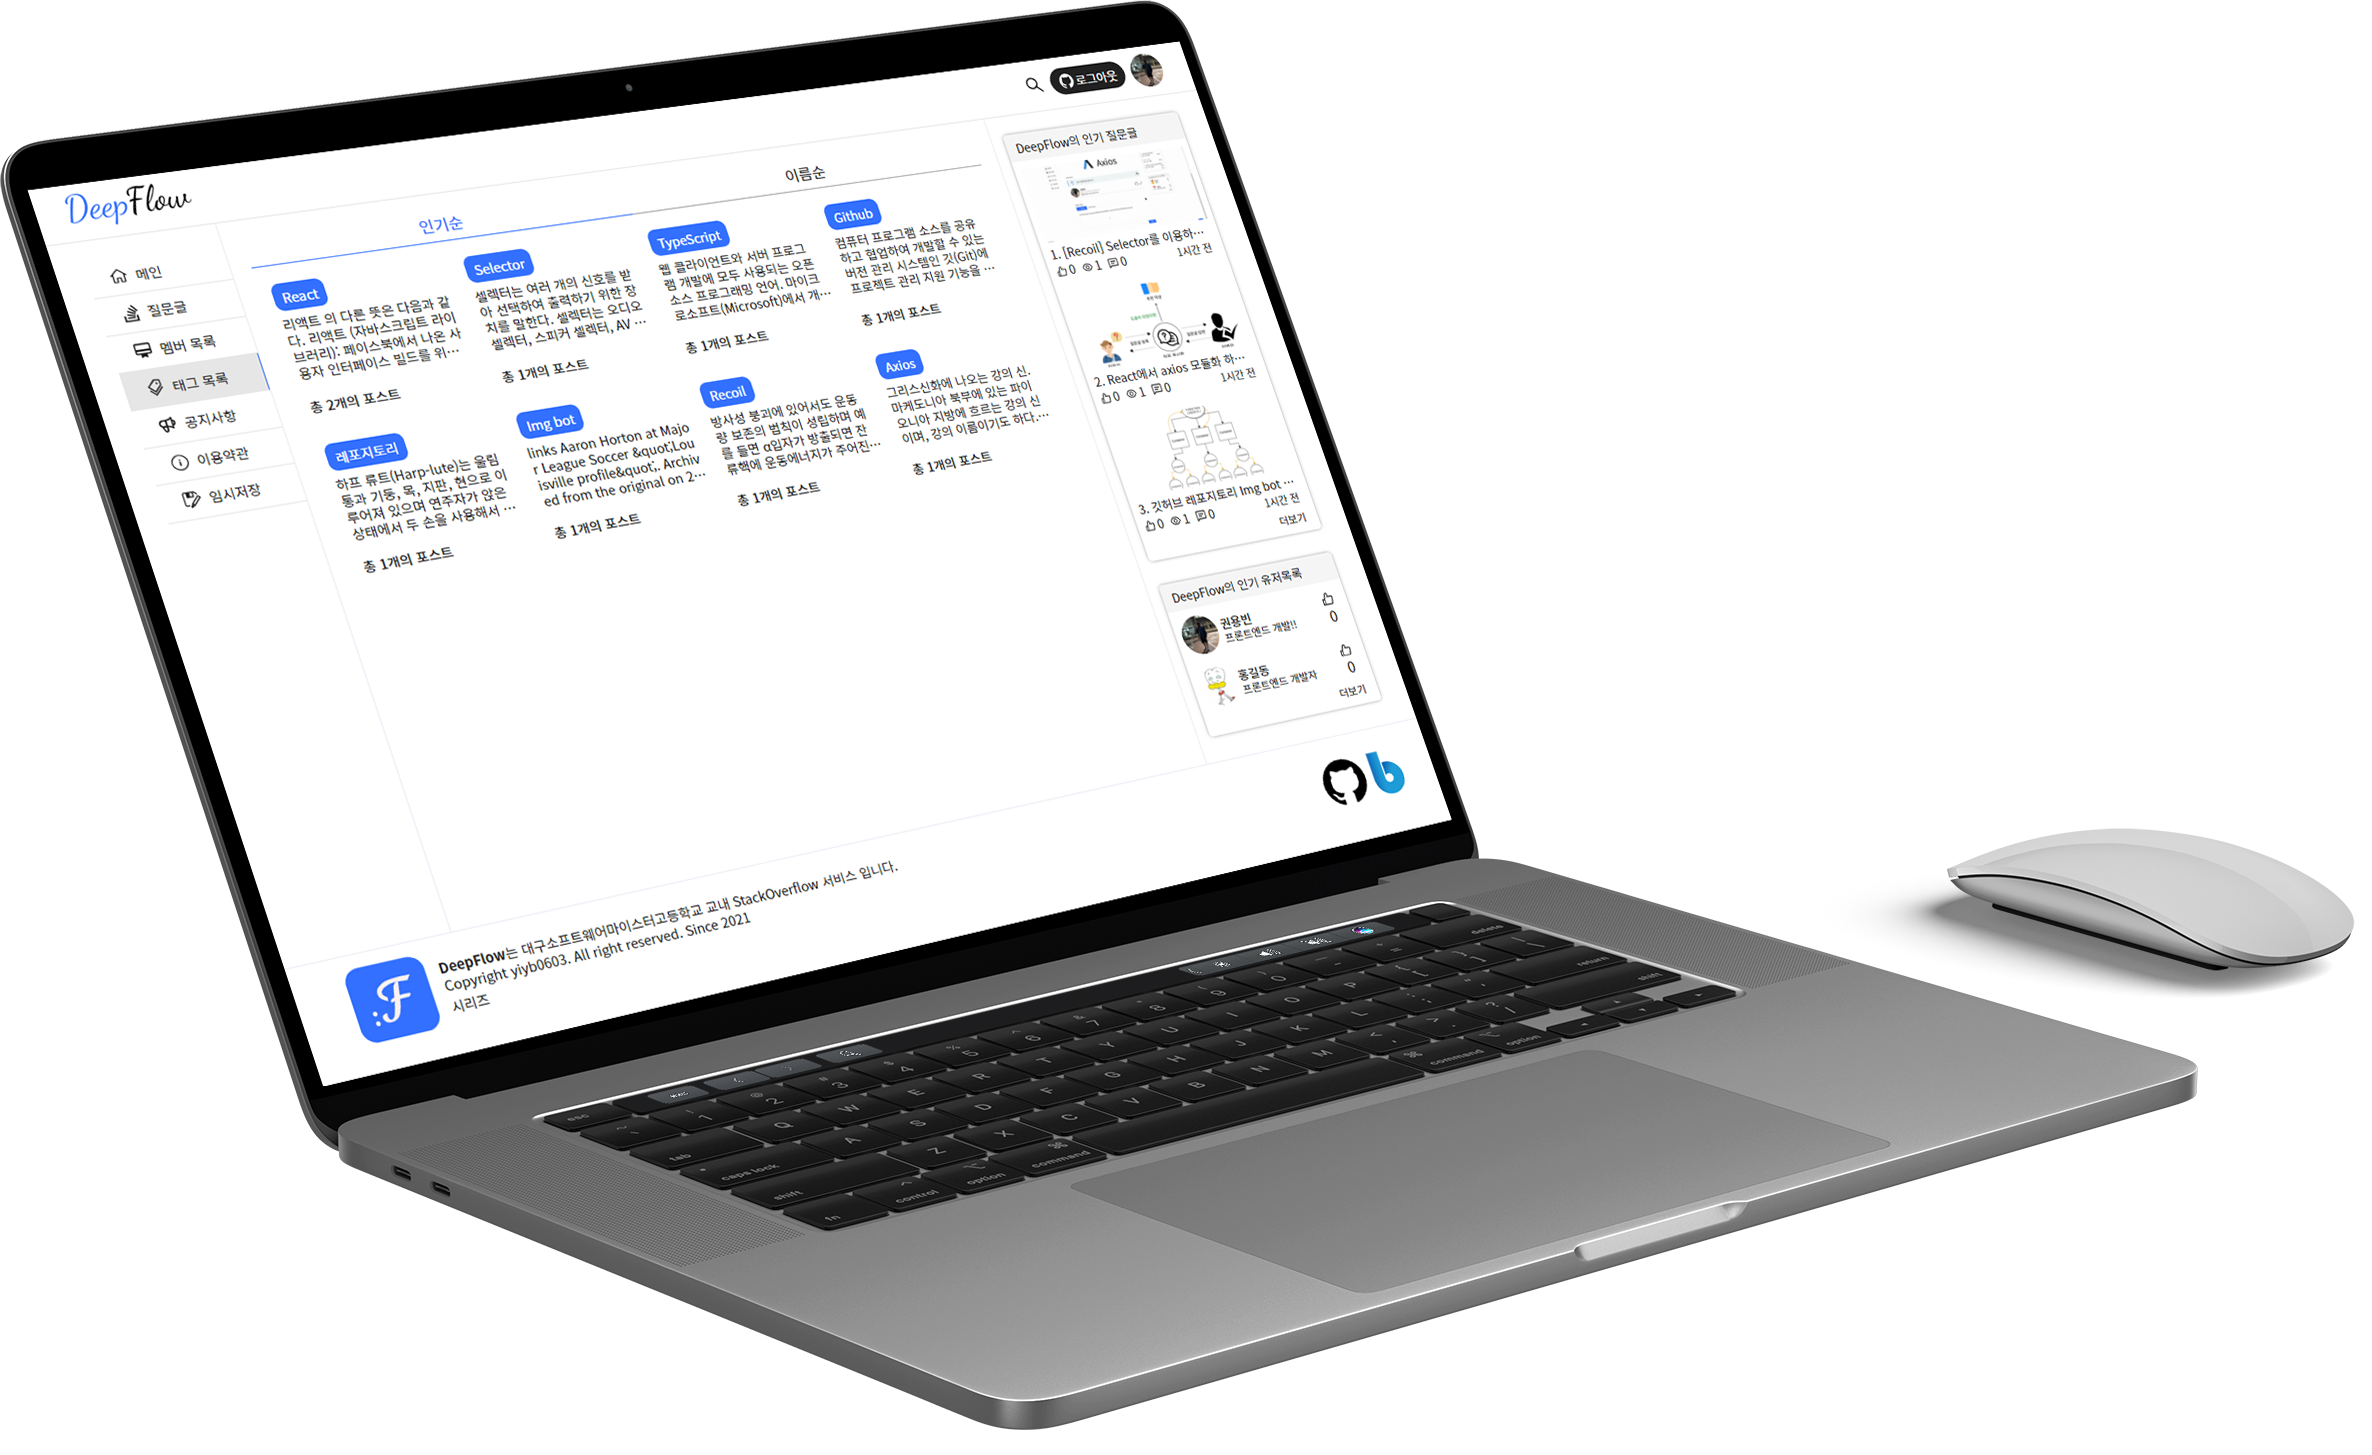 DeepFlow
로그아웃
메인
질문글
멤버 목록
태그 목록
공지사항
이용약관
임시저장
인기순
이름순
React
리액트 의 다른 뜻은 다음과 같
다. 리액트 (자바스크립트 라이
브러리): 페이스북에서 나온 사
용자 인터페이스 빌드를 위…
총 2개의 포스트
Selector
셀렉터는 여러 개의 신호를 받
아 선택하여 출력하기 위한 장
치를 말한다. 셀렉터는 오디오
셀렉터, 스피커 셀렉터, AV …
총 1개의 포스트
TypeScript
웹 클라이언트와 서버 프로그
램 개발에 모두 사용되는 오픈
소스 프로그래밍 언어. 마이크
로소프트(Microsoft)에서 개…
총 1개의 포스트
Github
컴퓨터 프로그램 소스를 공유
하고 협업하여 개발할 수 있는
버전 관리 시스템인 깃(Git)에
프로젝트 관리 지원 기능을 …
총 1개의 포스트
레포지토리
하프 류트(Harp-lute)는 울림
통과 기둥, 목, 지판, 현으로 이
루어져 있으며 연주자가 앉은
상태에서 두 손을 사용해서 …
총 1개의 포스트
Img bot
links Aaron Horton at Majo
r League Soccer &quot;Lou
isville profile&quot;. Archiv
ed from the original on 2…
총 1개의 포스트
Recoil
방사성 붕괴에 있어서도 운동
량 보존의 법칙이 성립하며 예
를 들면 α입자가 방출되면 잔
류핵에 운동에너지가 주어진…
총 1개의 포스트
Axios
그리스신화에 나오는 강의 신.
마케도니아 북부에 있는 파이
오니아 지방에 흐르는 강의 신
이며, 강의 이름이기도 하다.…
총 1개의 포스트
DeepFlow의 인기 질문글
Axios
1. [Recoil] Selector를 이용하…
0 1 0 1시간 전
2. React에서 axios 모듈화 하…
0 1 0 1시간 전
3. 깃허브 레포지토리 Img bot …
0 1 0 1시간 전
더보기
DeepFlow의 인기 유저목록
권용빈
프론트엔드 개발!!
0
홍길동
프론트엔드 개발자
0
더보기
DeepFlow는 대구소프트웨어마이스터고등학교 교내 StackOverflow 서비스 입니다.
Copyright yiyb0603. All right reserved. Since 2021
시리즈
:F
b
esc
~ ` ! 1 @ 2 # 3 $ 4 % 5 ^ 6 & 7 * 8 ( 9 ) 0 _ - + = delete
tab Q W E R T Y U I O P { [ } ] | \
caps lock A S D F G H J K L : ; " ' return
shift Z X C V B N M < , > . ? / shift
fn control option command command option